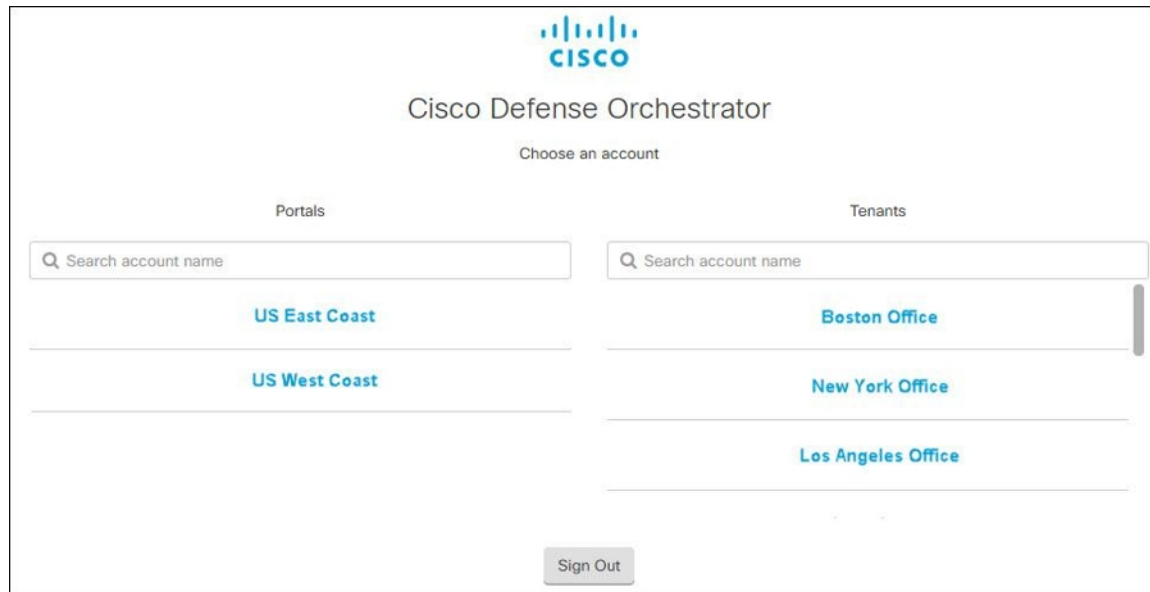 CISCO
Cisco Defense Orchestrator
Choose an account
Portals
Search account name
US East Coast
US West Coast
Tenants
Search account name
Boston Office
New York Office
Los Angeles Office
Sign Out